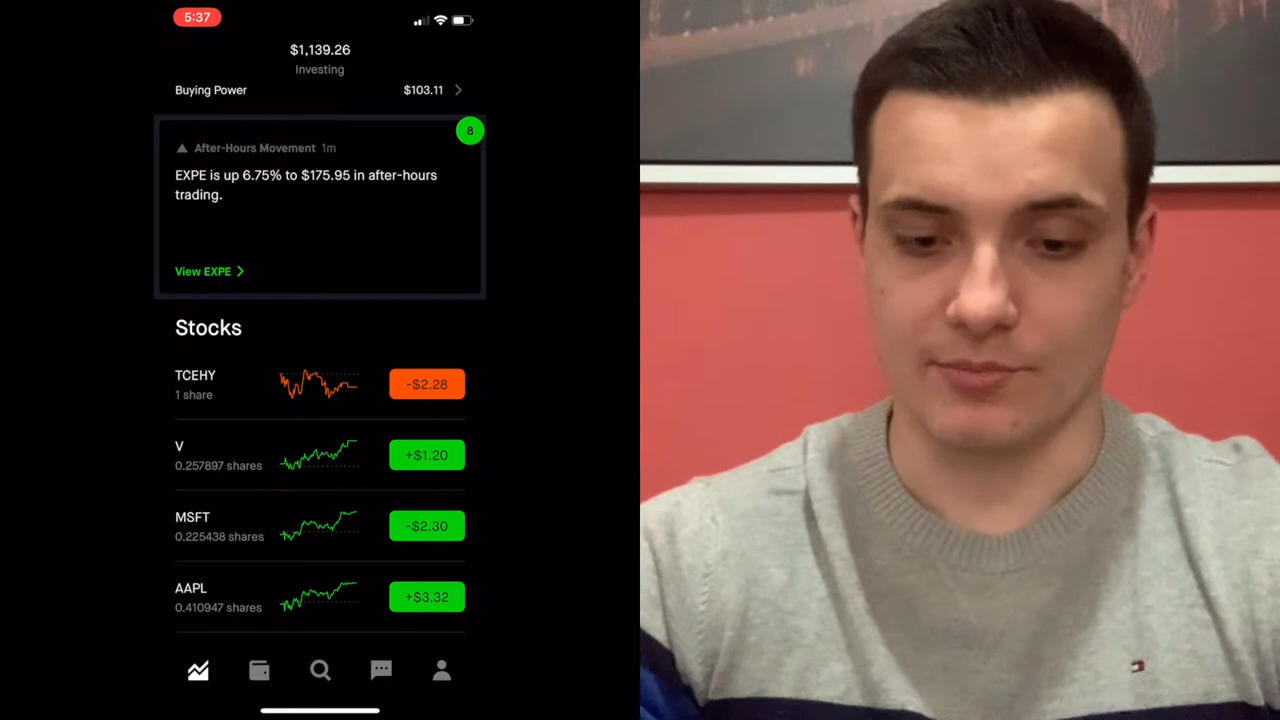 5:37
$1,139.26
Investing
Buying Power $103.11
8
After-Hours Movement 1m
EXPE is up 6.75% to $175.95 in after-hours
trading.
View EXPE
Stocks
TCEHY
1 share
-$2.28
V
0.257897 shares
+$1.20
MSFT
0.225438 shares
-$2.30
AAPL
0.410947 shares
+$3.32